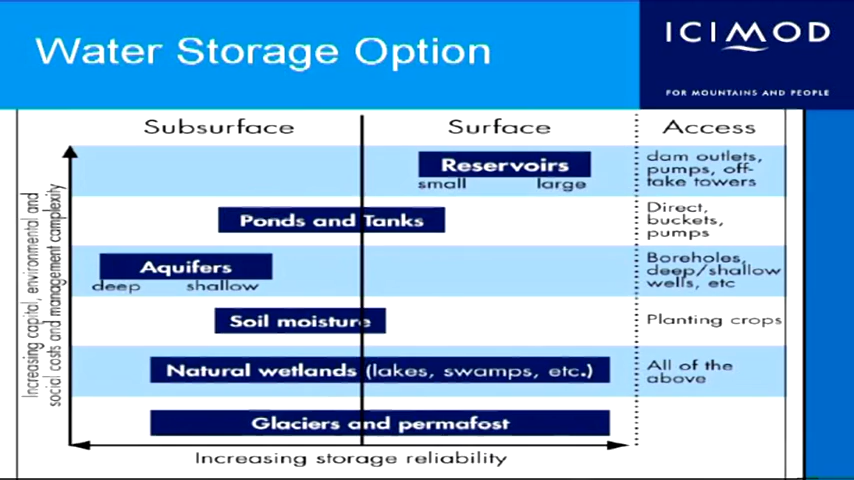 Water Storage Option
ICIMOD
FOR MOUNTAINS AND PEOPLE
Subsurface
Surface
Access
Increasing capital, environmental and
social costs and management complexity
Reservoirs
small
large
dam outlets,
pumps, off-
take towers
Ponds and Tanks
Direct,
buckets,
pumps
Aquifers
deep
shallow
Boreholes,
deep/shallow
wells, etc
Soil moisture
Planting crops
Natural wetlands (lakes, swamps, etc.)
All of the
above
Glaciers and permafost
Increasing storage reliability